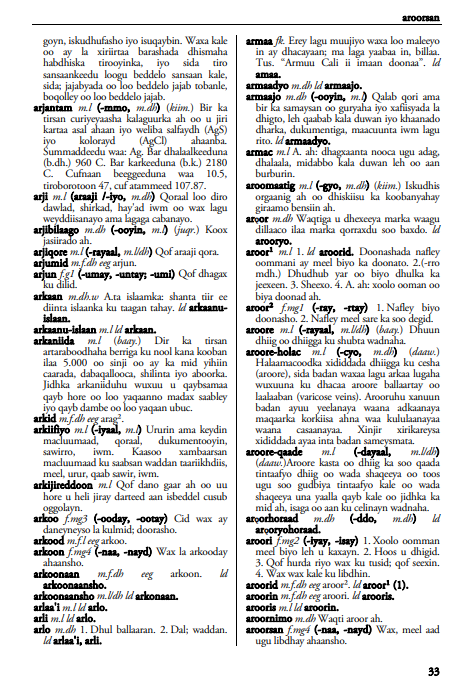 aroorsan
goyn, iskudhufasho iyo isuqaybin. Waxa kale
oo ay la xiriirtaa barashada dhismaha
habdhiska tirooyinka, iyo sida tiro
sansaankeedu loogu beddelo sansaan kale,
sida; jajabyada oo loo beddelo jajab tobanle,
boqolley oo loo beddelo jajab.
arjantam m.l (-mmo, m.dh) (kiim.) Bir ka
tirsan curiyeyaasha kalaguurka ah oo u jiri
kartaa asal ahaan iyo weliba salfaydh (AgS)
iyo kolorayd (AgCl) ahaanba.
Summaddeedu waa: Ag. Bar dhalaalkeeduna
(b.dh.) 960 C. Bar karkeeduna (b.k.) 2180
C. Cufnaan beeggeeduna waa 10.5,
tiroborotoon 47, cuf atammeed 107.87.
arji m.l (araaji /-iyo, m.dh) Qoraal loo diro
dawlad, shirkad, hay'ad iwm oo wax lagu
weydiisanayo ama lagaga cabanayo.
arjibilaago m.dh (-ooyin, m.l) (juqr.) Koox
jasiirado ah.
arjiqore m.l (-rayaal, m.l/dh) Qof araaji qora.
arjumid m.f.dh eeg arjun.
arjun f.g1 (-umay, -untay; -umi) Qof dhagax
ku dilid.
arkaan m.dh.w A.ta islaamka: shanta tiir ee
diinta islaanka ku taagan tahay. ld arkaanu-
islaan.
arkaanu-islaan m.l ld arkaan.
arkaniida m.l (baay.) Dir ka tirsan
artaraboodhaha berriga ku nool kana kooban
ilaa 5.000 oo sinji oo ay ka mid yihiin
caarada, dabaqallooca, shilinta iyo aboorka.
Jidhka arkaniiduhu wuxuu u qaybsamaa
qayb hore oo loo yaqaanno madax saabley
iyo qayb dambe oo loo yaqaan ubuc.
arkid m.f.dh eeg arag².
arkiifiyo m.l (-iyaal, m.l) Ururin ama keydin
macluumaad, qoraal, dukumentooyin,
sawirro, iwm. Kaasoo xambaarsan
macluumaad ku saabsan waddan taariikhdiis,
meel, urur, qaab sawir, iwm.
arkijireddoon m.l Qof dano gaar ah oo uu
hore u heli jiray darteed aan isbeddel cusub
oggolayn.
arkoo f.mg3 (-ooday, -ootay) Cid wax ay
daneyneyso la kulmid; doorasho.
arkood m.f.l eeg arkoo.
arkoon f.mg4 (-naa, -nayd) Wax la arkooday
ahaansho.
arkoonaan m.f.dh eeg arkoon. ld
arkoonaansho.
arkoonaansho m.l/dh ld arkonaan.
arlaa'i m.l ld arlo.
arli m.l ld arlo.
arlo m.dh 1. Dhul ballaaran. 2. Dal; waddan.
ld arlaa'i, arli.
armaa fk. Erey lagu muujiyo waxa loo maleeyo
in ay dhacayaan; ma laga yaabaa in, billaa.
Tus. “Armuu Cali ii imaan doonaa”. ld
amaa.
armaadyo m.dh ld armaajo.
armaajo m.dh (-ooyin, m.l) Qalab qori ama
bir ka samaysan oo guryaha iyo xafiisyada la
dhigto, leh qaabab kala duwan iyo khaanado
dharka, dukumentiga, maacuunta iwm lagu
rito. ld armaadyo.
armac m.l A. ah: dhagxaanta nooca ugu adag,
dhalaala, midabbo kala duwan leh oo aan
burburin.
aroomaatig m.l (-gyo, m.dh) (kiim.) Iskudhis
organig ah oo dhiskiisu ka koobanyahay
giraamo bensiin ah.
aroor m.dh Waqtiga u dhexeeya marka waagu
dillaaco ilaa marka qorraxdu soo baxdo. ld
arooryo.
aroor¹ m.l 1. ld aroorid. Doonashada nafley
oommani ay meel biyo ka doonato. 2.(-rro
mdh.) Dhudhub yar oo biyo dhulka ka
jeexeen. 3. Sheexo. 4. A. ah: xoolo ooman oo
biya doonad ah.
aroor² f.mg1 (-ray, -rtay) 1. Nafley biyo
doonasho. 2. Nafley meel sare ka soo degid.
aroore m.l (-rayaal, m.l/dh) (baay.) Dhuun
dhiig oo dhiigga ku shubta wadnaha.
aroore-holac m.l (-cyo, m.dh) (daaw.)
Halaamacoodka xididdada dhiigga ku cesha
(aroore), sida badan waxaa lagu arkaa lugaha
wuxuuna ku dhacaa aroore ballaartay oo
laalaaban (varicose veins). Arooruhu xanuun
badan ayuu yeelanaya waana adkaanaya
maqaarka korkiisa ahna waa kululaanayaa
waana casaanayaa. Xinjir xirikareysa
xididdada ayaa inta badan sameysmata.
aroore-qaade m.l (-dayaal, m.l/dh)
(daaw.)Aroore kasta oo dhiig ka soo qaada
tintaafyo dhiig oo wada shaqeeya oo toos
ugu soo gudbiya tintaafyo kale oo wada
shaqeeya una yaalla qayb kale oo jidhka ka
mid ah, isaga oo aan ku celinayn wadnaha.
aroorhoraad m.dh (-ddo, m.dh) ld
arooryohoraad.
aroori f.mg2 (-iyay, -isay) 1. Xoolo oomman
meel biyo leh u kaxayn. 2. Hoos u dhigid.
3. Qof hurda riyo wax ku tusid; qof seexin.
4. Wax wax kale ku libdhin.
aroorid m.f.dh eeg aroor². ld aroor¹ (1).
aroorin m.f.dh eeg aroori. ld arooris.
arooris m.l ld aroorin.
aroornimo m.dh Waqti aroor ah.
aroorsan f.mg4 (-naa, -nayd) Wax, meel aad
ugu libdhay ahaansho.
33